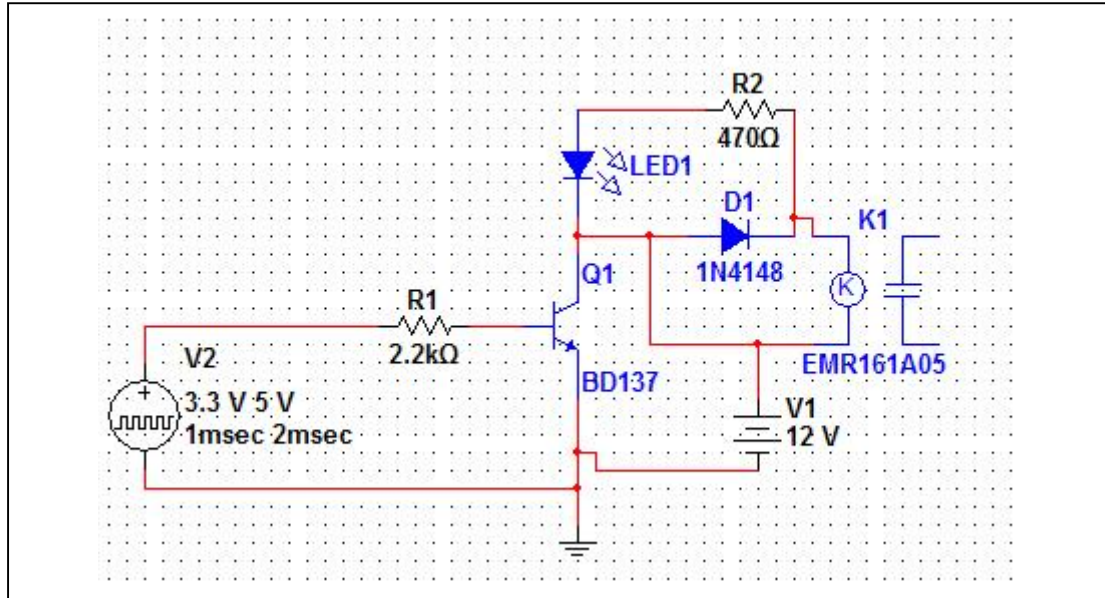 R2
470Ω
LED1
D1
K1
1N4148
Q1
K
R1
2.2kΩ
V2
EMR161A05
BD137
+
3.3 V 5 V
V1
1msec 2msec
12 V